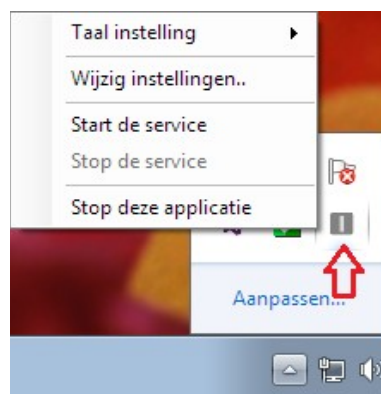 Taal instelling
Wijzig instellingen..
Start de service
Stop de service
Stop deze applicatie
Aanpassen...